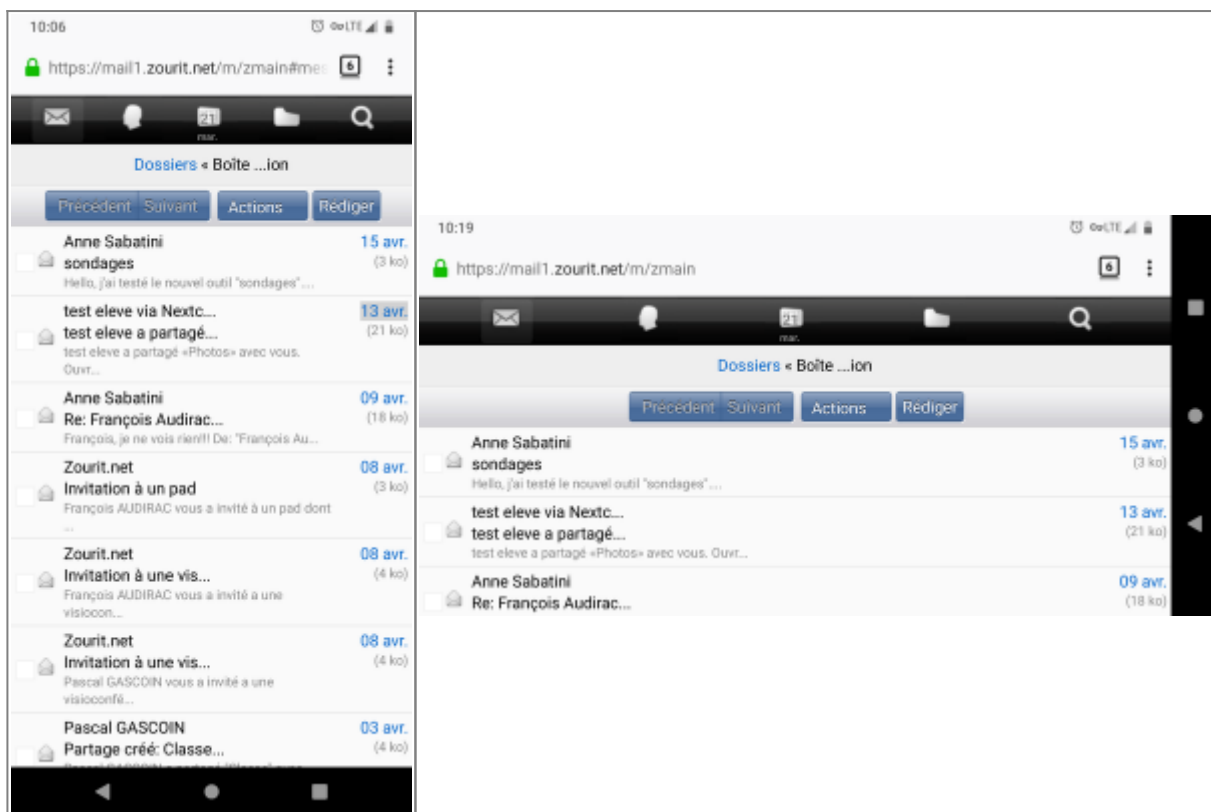 10:06 LTE
https://mail1.zourit.net/m/zmain#mes 6
21
mar.
Dossiers « Boîte ...ion
Précédent Suivant Actions Rédiger
Anne Sabatini 15 avr.
sondages (3 ko)
Hello, j'ai testé le nouvel outil "sondages"....
test eleve via Nextc... 13 avr.
test eleve a partagé... (21 ko)
test eleve a partagé «Photos» avec vous.
Ouvr...
Anne Sabatini 09 avr.
Re: François Audirac... (18 ko)
François, je ne vois rien!!! De: "François Au...
Zourit.net 08 avr.
Invitation à un pad (3 ko)
François AUDIRAC vous a invité à un pad dont
...
Zourit.net 08 avr.
Invitation à une vis... (4 ko)
François AUDIRAC vous a invité a une
visiocon...
Zourit.net 08 avr.
Invitation à une vis... (4 ko)
Pascal GASCOIN vous a invité a une
visioconfé...
Pascal GASCOIN 03 avr.
Partage créé: Classe... (4 ko)
10:19 LTE
https://mail1.zourit.net/m/zmain 6
21
mar.
Dossiers « Boîte ...ion
Précédent Suivant Actions Rédiger
Anne Sabatini 15 avr.
sondages (3 ko)
Hello, j'ai testé le nouvel outil "sondages"....
test eleve via Nextc... 13 avr.
test eleve a partagé... (21 ko)
test eleve a partagé «Photos» avec vous. Ouvr...
Anne Sabatini 09 avr.
Re: François Audirac... (18 ko)